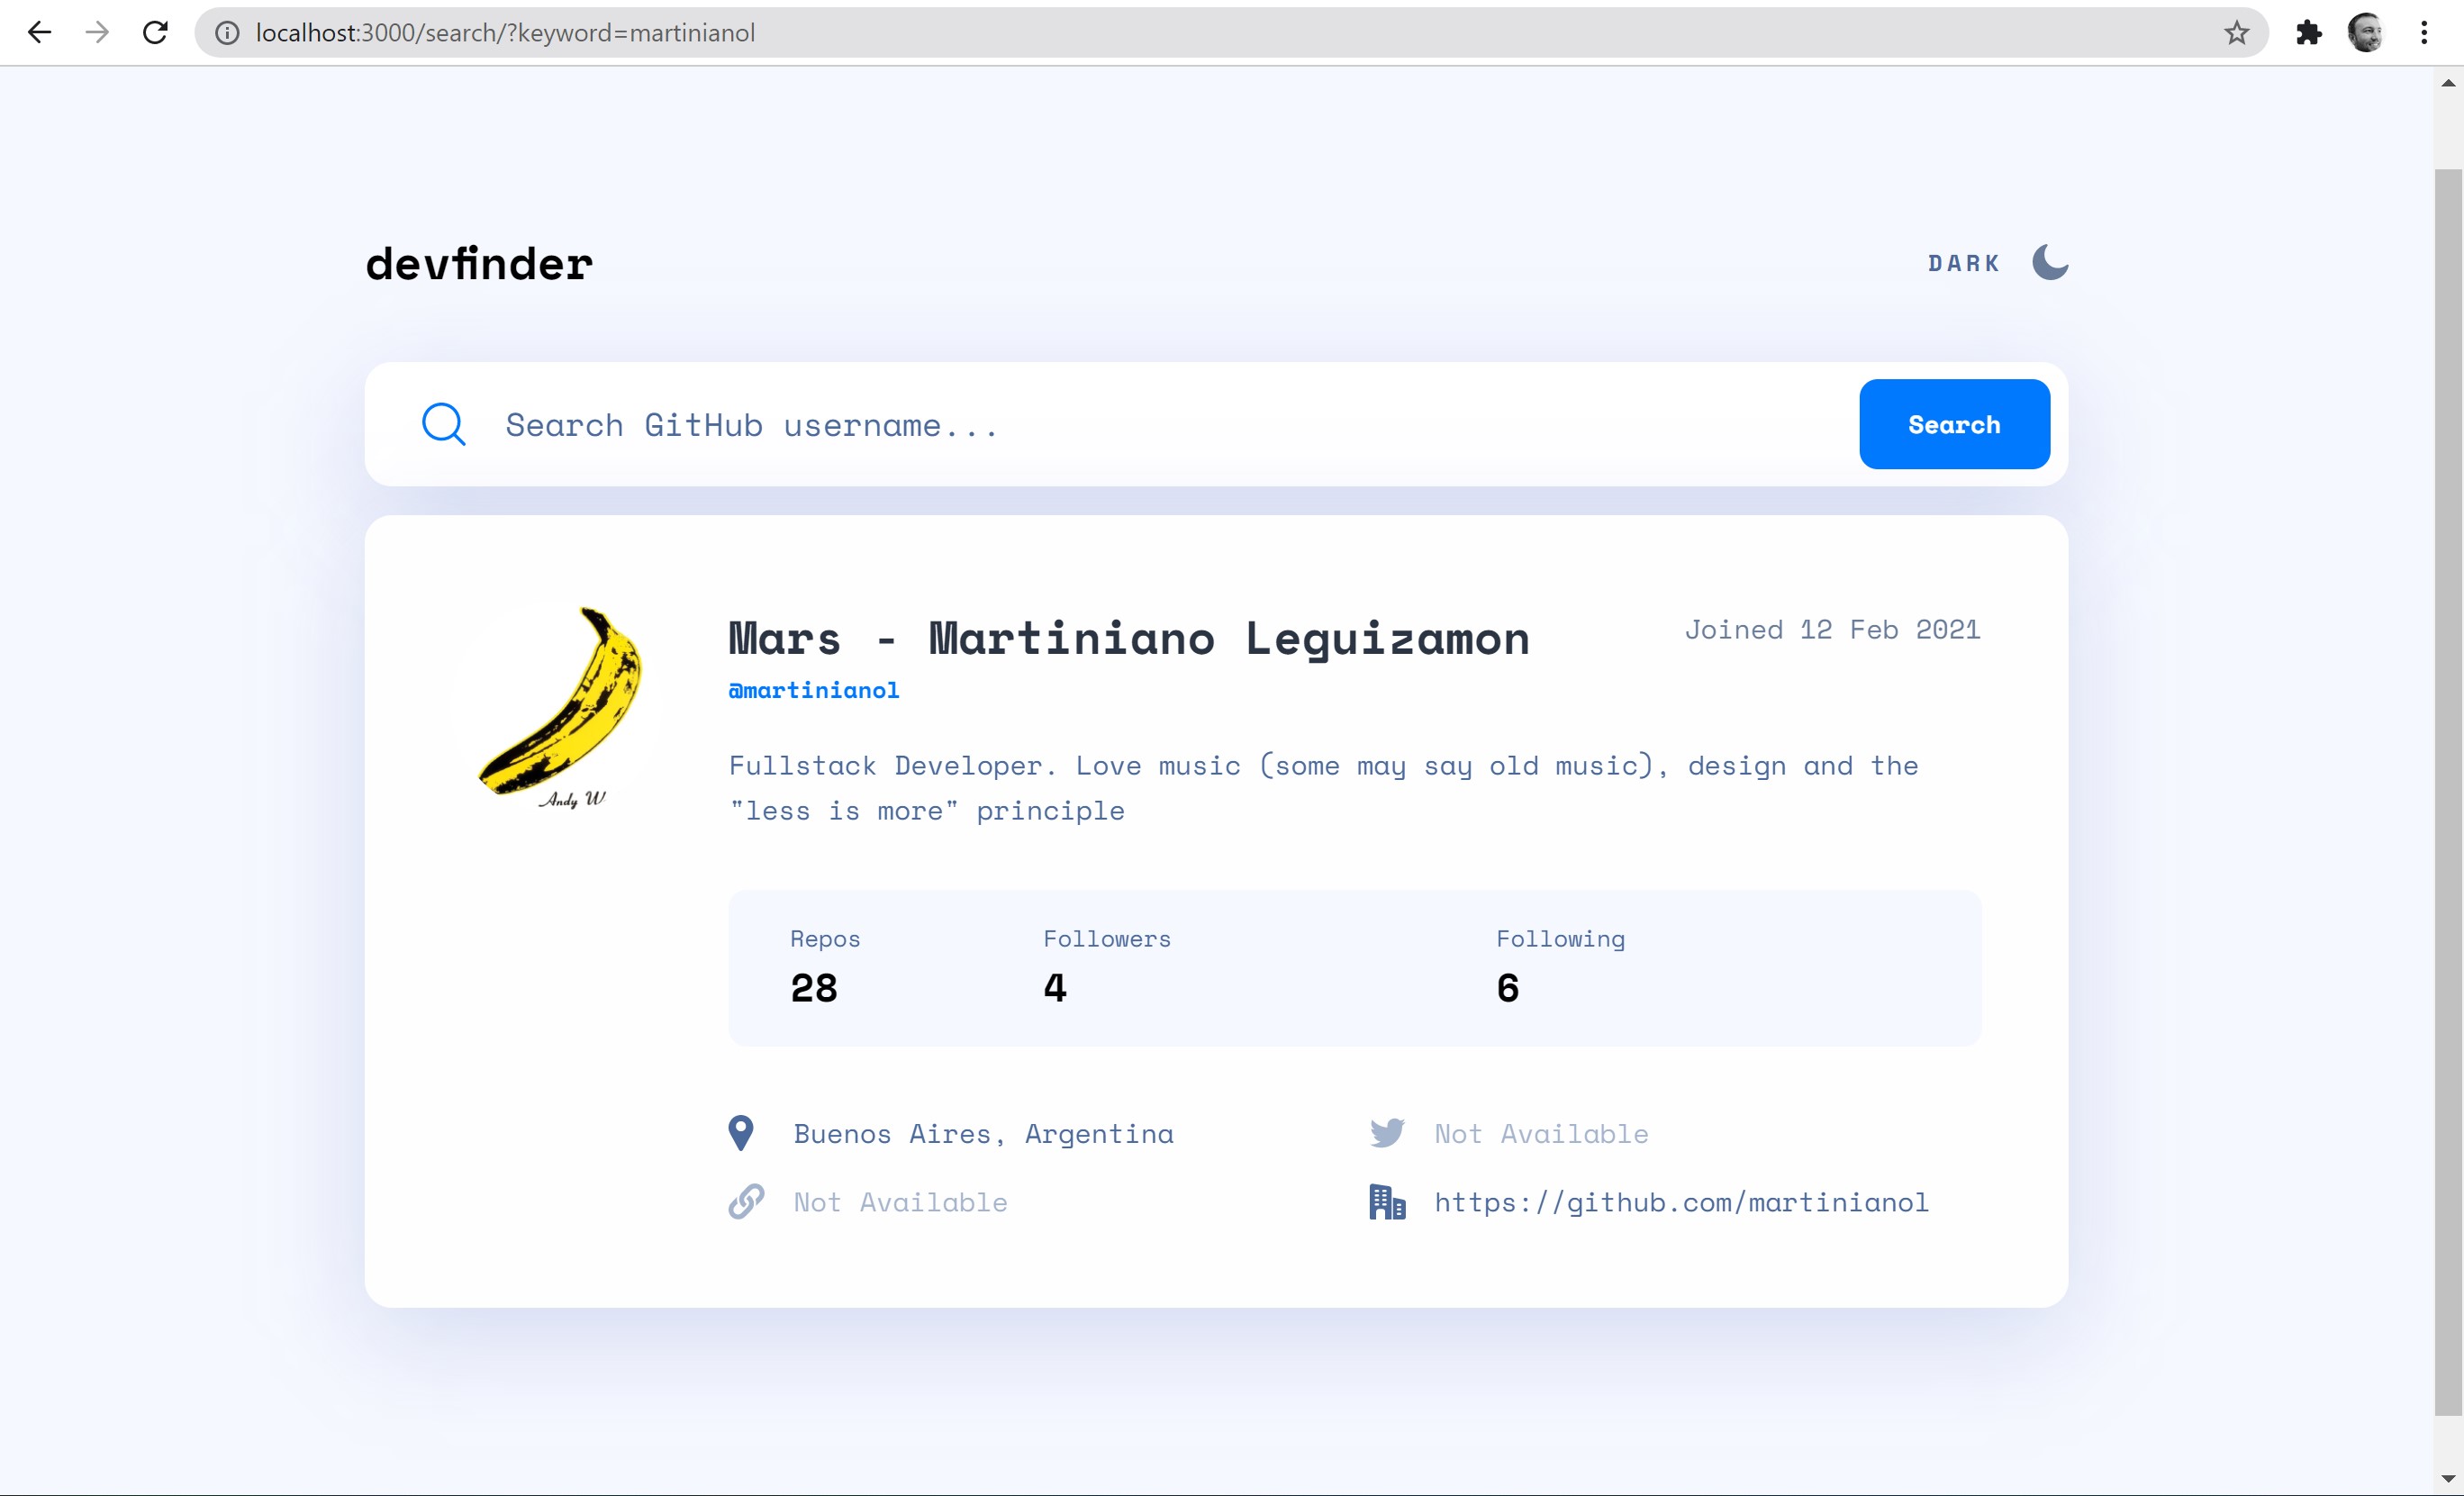 localhost:3000/search/?keyword=martinianol
devfinder
DARK
Search GitHub username...
Search
Mars - Martiniano Leguizamon
Joined 12 Feb 2021
@martinianol
Fullstack Developer. Love music (some may say old music), design and the
"less is more" principle
Andy W
Repos
Followers
Following
28
4
6
Buenos Aires, Argentina
Not Available
Not Available
https://github.com/martinianol